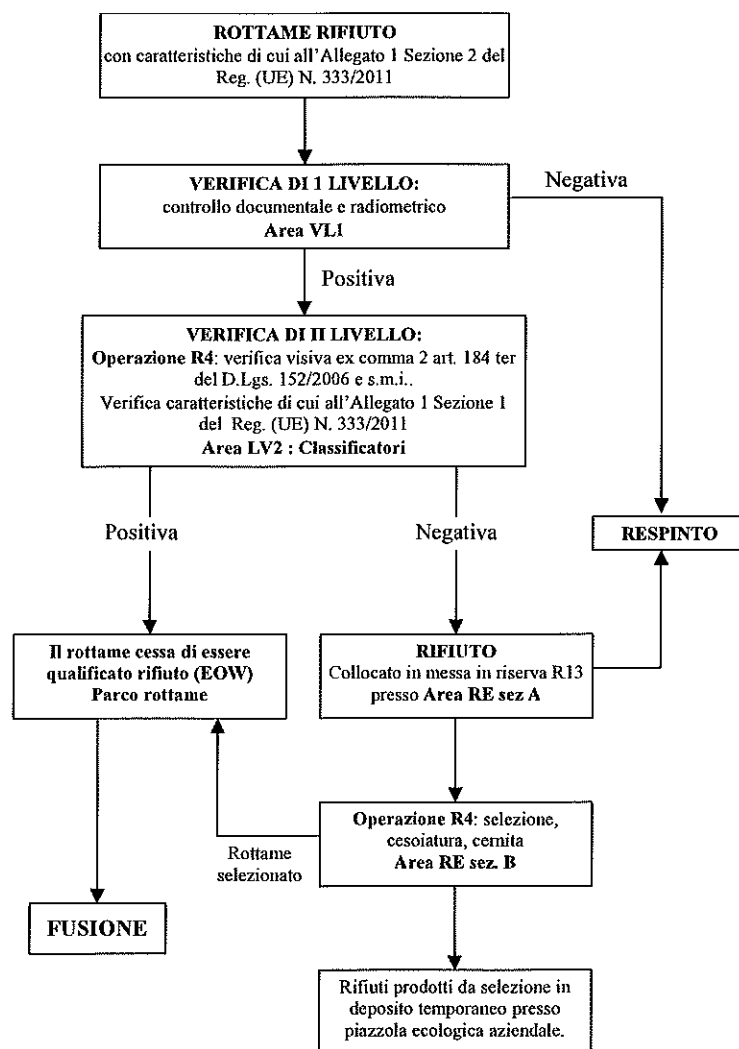 ROTTAME RIFIUTO
con caratteristiche di cui all'Allegato 1 Sezione 2 del
Reg. (UE) N. 333/2011
VERIFICA DI 1 LIVELLO:
controllo documentale e radiometrico
Area VL1
Negativa
Positiva
VERIFICA DI II LIVELLO:
Operazione R4: verifica visiva ex comma 2 art. 184 ter
del D.Lgs. 152/2006 e s.m.i..
Verifica caratteristiche di cui all'Allegato 1 Sezione 1
del Reg. (UE) N. 333/2011
Area LV2 : Classificatori
Positiva
Negativa
RESPINTO
Il rottame cessa di essere
qualificato rifiuto (EOW)
Parco rottame
RIFIUTO
Collocato in messa in riserva R13
presso Area RE sez A
Operazione R4: selezione,
cesoiatura, cernita
Area RE sez. B
Rottame
selezionato
FUSIONE
Rifiuti prodotti da selezione in
deposito temporaneo presso
piazzola ecologica aziendale.